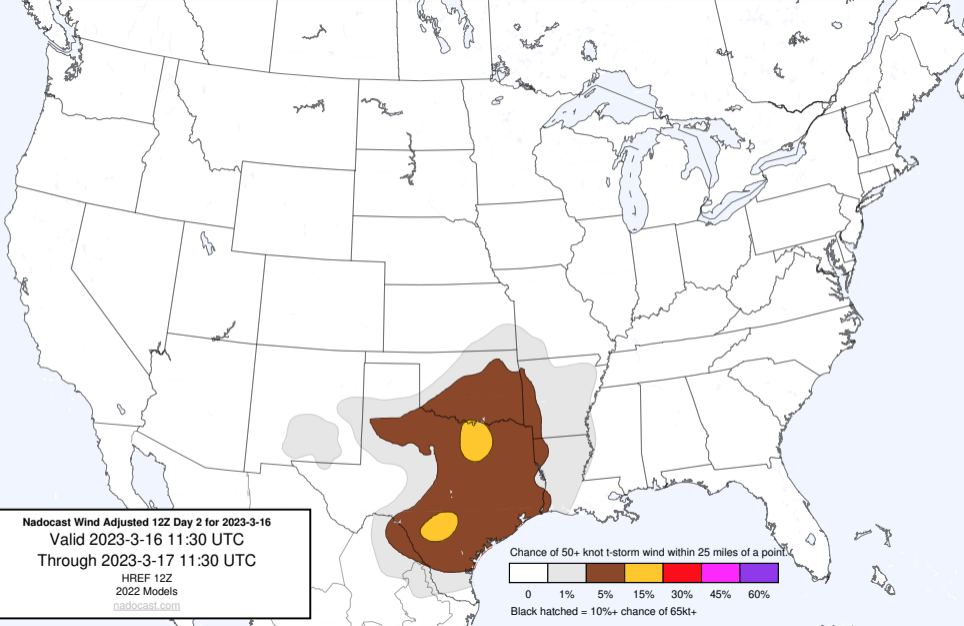 Nadocast Wind Adjusted 12Z Day 2 for 2023-3-16
Valid 2023-3-16 11:30 UTC
Through 2023-3-17 11:30 UTC
HREF 12Z
2022 Models
nadocast.com
Chance of 50+ knot t-storm wind within 25 miles of a point.
0 1% 5% 15% 30% 45% 60%
Black hatched = 10%+ chance of 65kt+